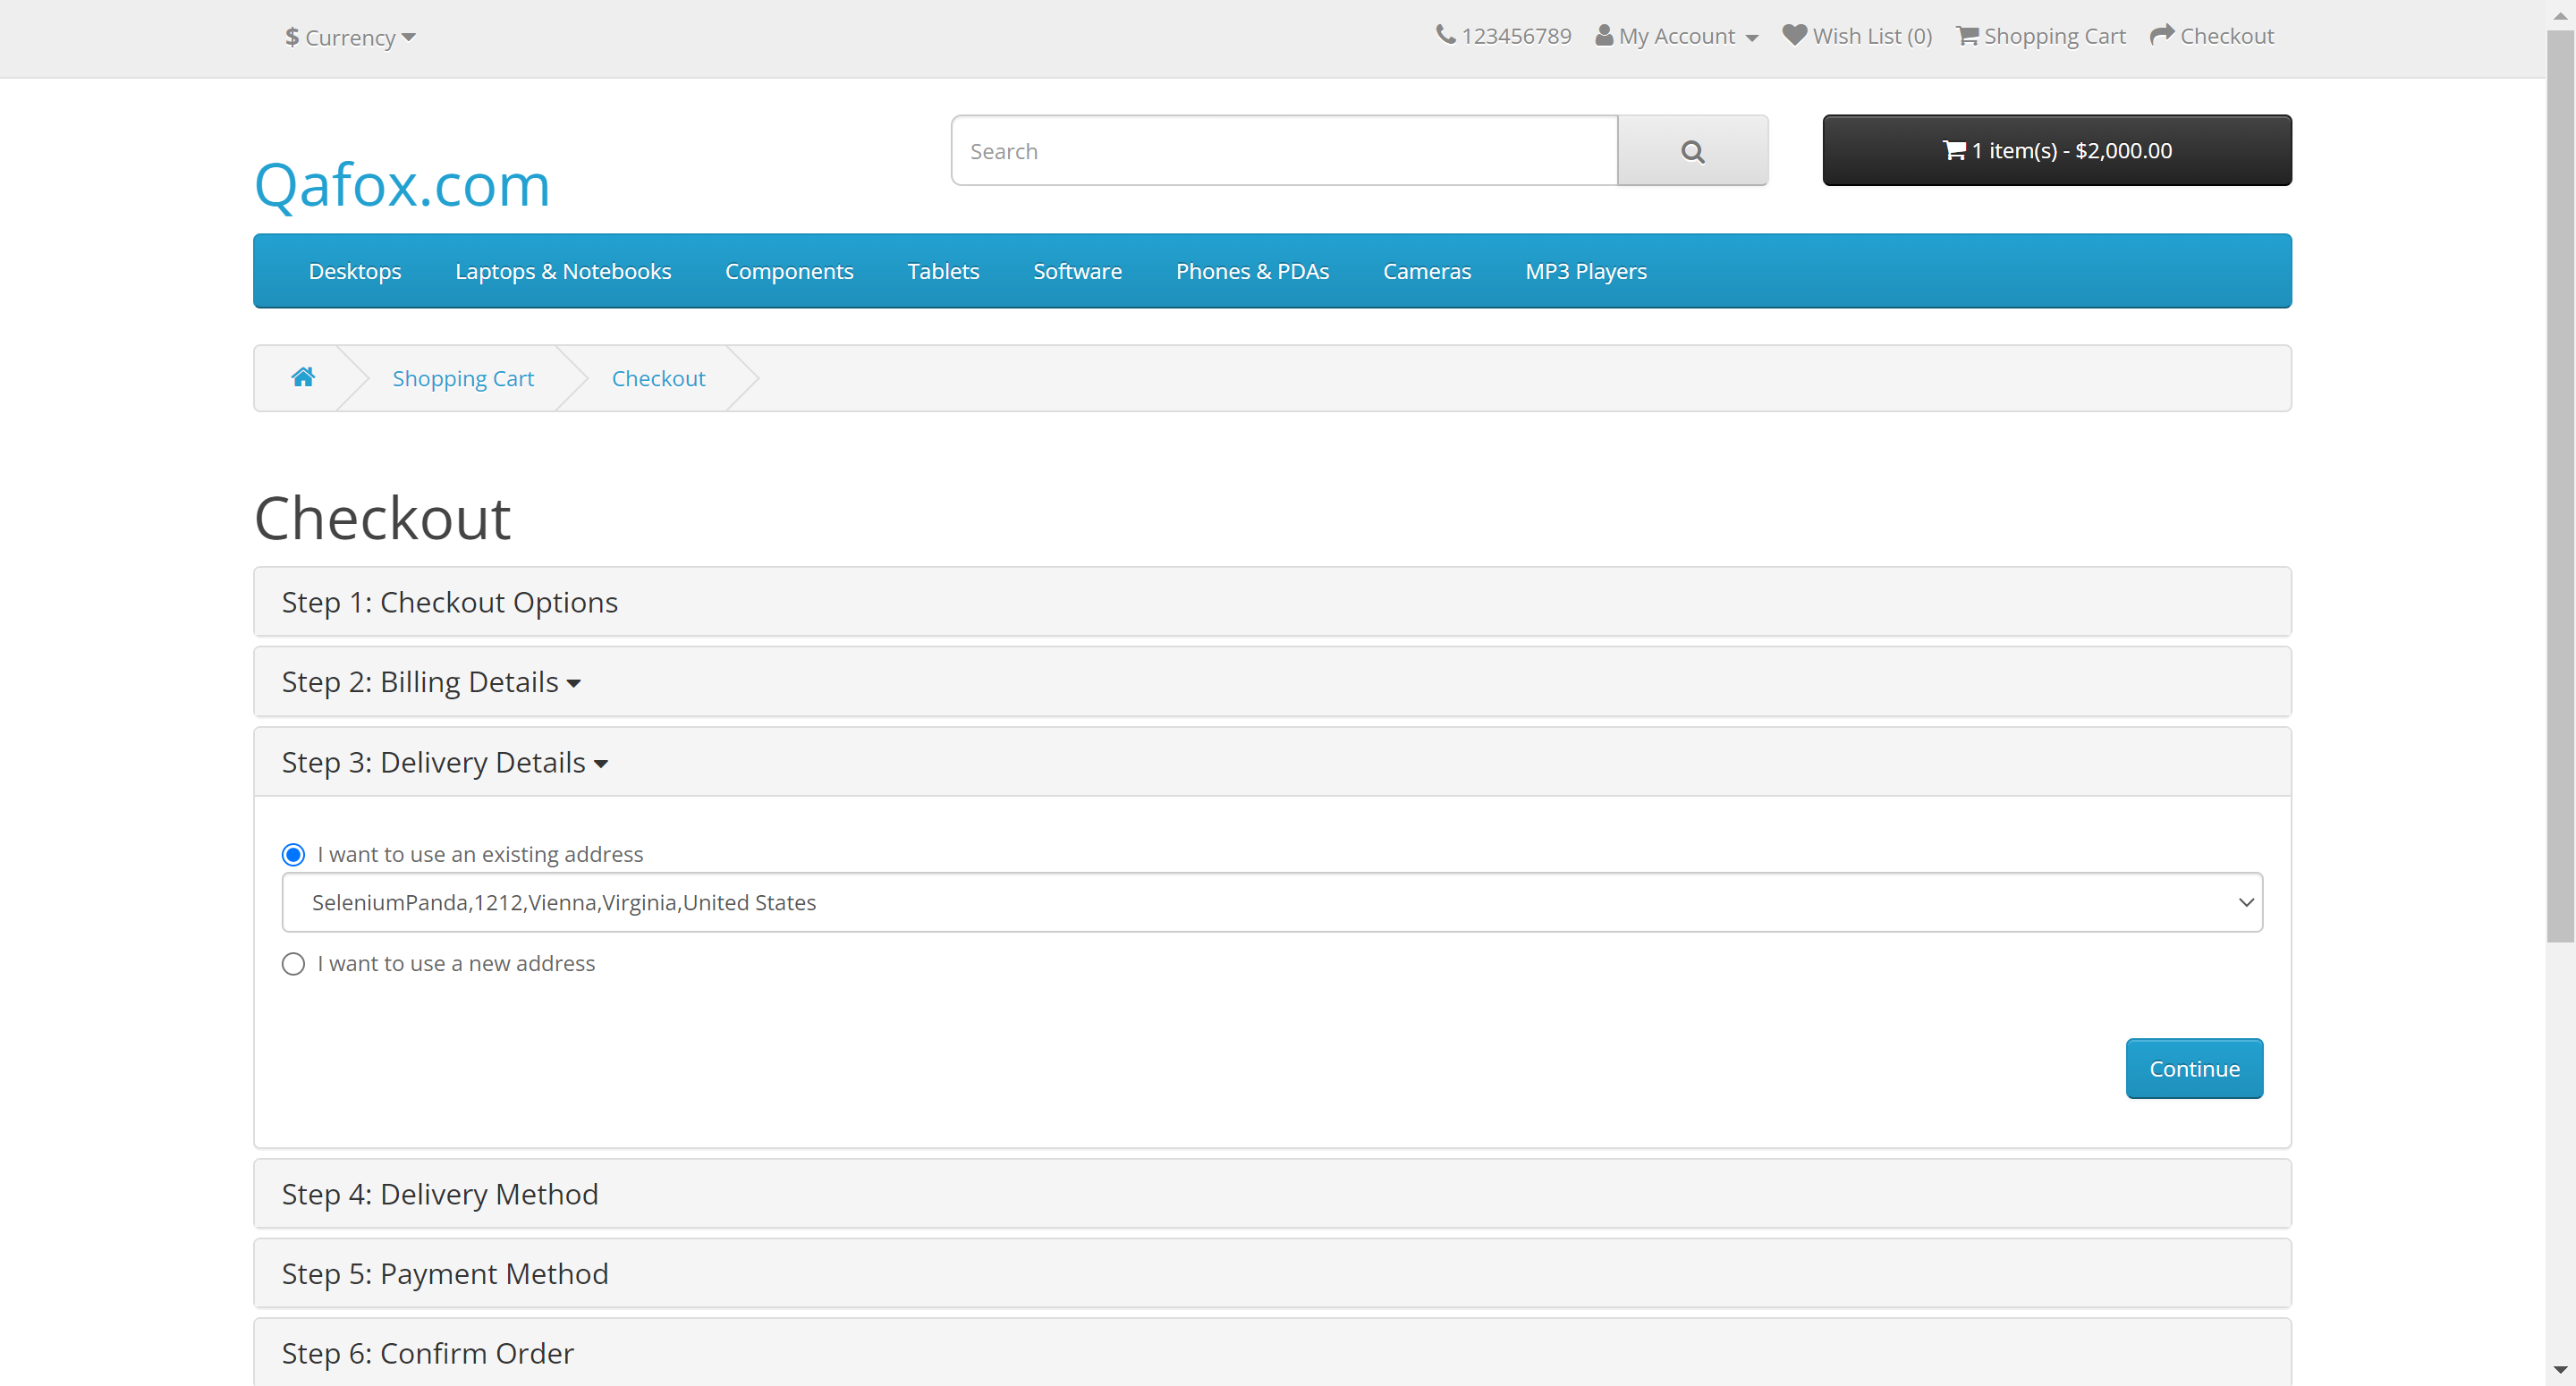 $ Currency
123456789 My Account Wish List (0) Shopping Cart Checkout
Qafox.com
Search
1 item(s) - $2,000.00
Desktops Laptops & Notebooks Components Tablets Software Phones & PDAs Cameras MP3 Players
Shopping Cart Checkout
Checkout
Step 1: Checkout Options
Step 2: Billing Details
Step 3: Delivery Details
I want to use an existing address
SeleniumPanda,1212,Vienna,Virginia,United States
I want to use a new address
Continue
Step 4: Delivery Method
Step 5: Payment Method
Step 6: Confirm Order